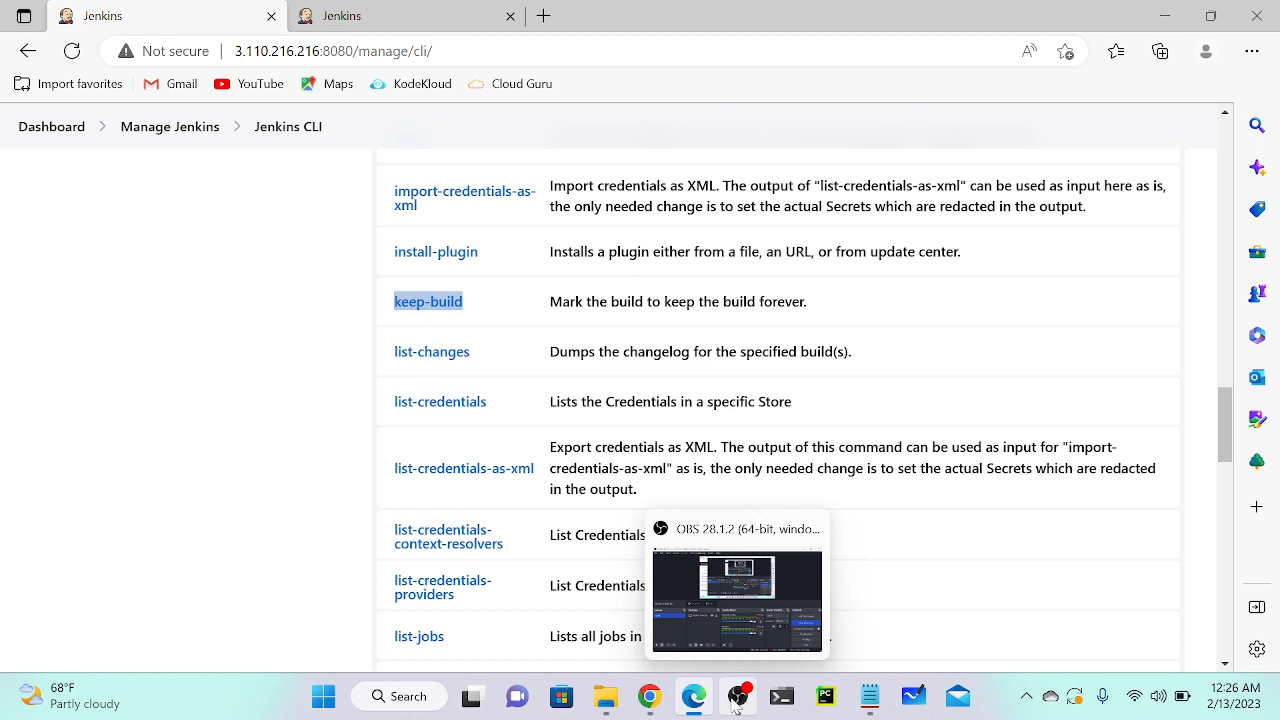 Jenkins
Jenkins
Not secure
3.110.216.216:8080/manage/cli/
Import favorites
Gmail
YouTube
Maps
KodeKloud
Cloud Guru
Dashboard
Manage Jenkins
Jenkins CLI
import-credentials-as-
xml
Import credentials as XML. The output of "list-credentials-as-xml" can be used as input here as is,
the only needed change is to set the actual Secrets which are redacted in the output.
install-plugin
Installs a plugin either from a file, an URL, or from update center.
keep-build
Mark the build to keep the build forever.
list-changes
Dumps the changelog for the specified build(s).
list-credentials
Lists the Credentials in a specific Store
list-credentials-as-xml
Export credentials as XML. The output of this command can be used as input for "import-
credentials-as-xml" as is, the only needed change is to set the actual Secrets which are redacted
in the output.
list-credentials-
context-resolvers
List Credentials
list-credentials-
providers
List Credentials
list-jobs
Lists all jobs in
OBS 28.1.2 (64-bit, windo...
68°F
Partly cloudy
Search
12:26 AM
2/13/2023